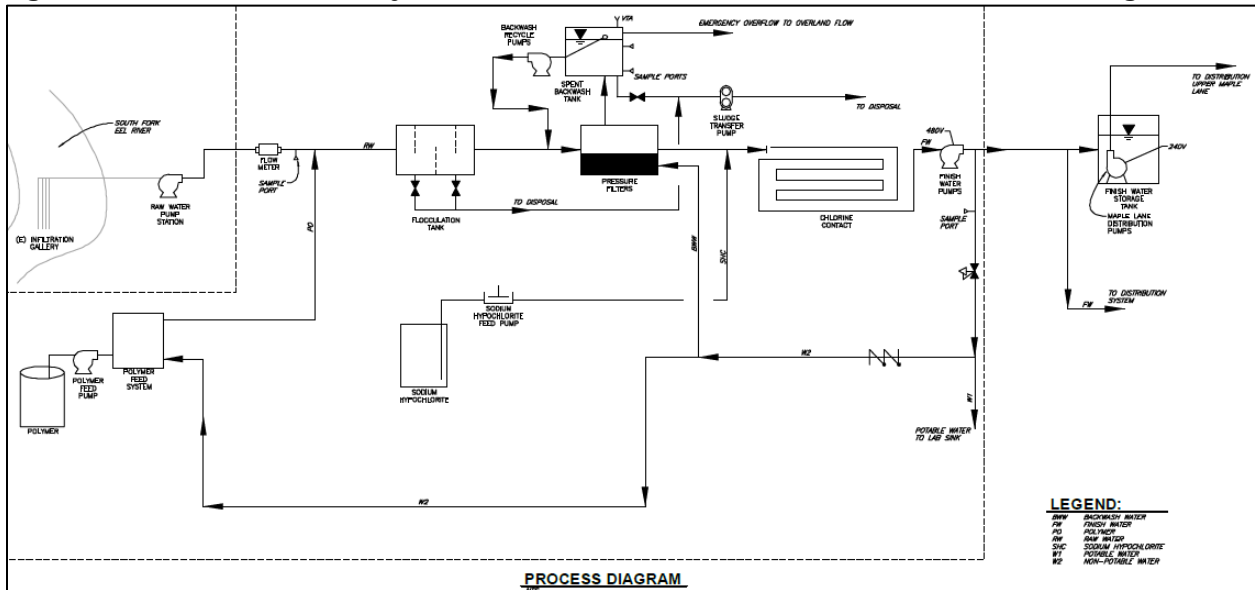 VTA
EMERGENCY OVERFLOW TO OVERLAND FLOW
BACKWASH
RECYCLE
PUMPS
SAMPLE PORTS
SPENT
BACKWASH
TANK
TO DISPOSAL
SLUDGE
TRANSFER
PUMP
TO DISTRIBUTION
UPPER MAPLE
LANE
SOUTH FORK
EEL RIVER
480V
FW
240V
FLOW
METER
RW
SAMPLE
PORT
PRESSURE
FILTERS
FINISH
WATER
PUMPS
FINISH WATER
STORAGE
TANK
RAW WATER
PUMP
STATION
TO DISPOSAL
FLOCCULATION
TANK
CHLORINE
CONTACT
SAMPLE
PORT
MAPLE LANE
DISTRIBUTION
PUMPS
(E) INFILTRATION
GALLERY
PO
BWW
SHC
TO DISTRIBUTION
SYSTEM
FW
SODIUM
HYPOCHLORITE
FEED PUMP
W2
POLYMER
FEED
PUMP
POLYMER
FEED
SYSTEM
SODIUM
HYPOCHLORITE
POLYMER
W1
POTABLE WATER
TO LAB SINK
W2
LEGEND:
BWW BACKWASH WATER
FW FINISH WATER
PO POLYMER
RW RAW WATER
SHC SODIUM HYPOCHLORITE
W1 POTABLE WATER
W2 NON-POTABLE WATER
PROCESS DIAGRAM